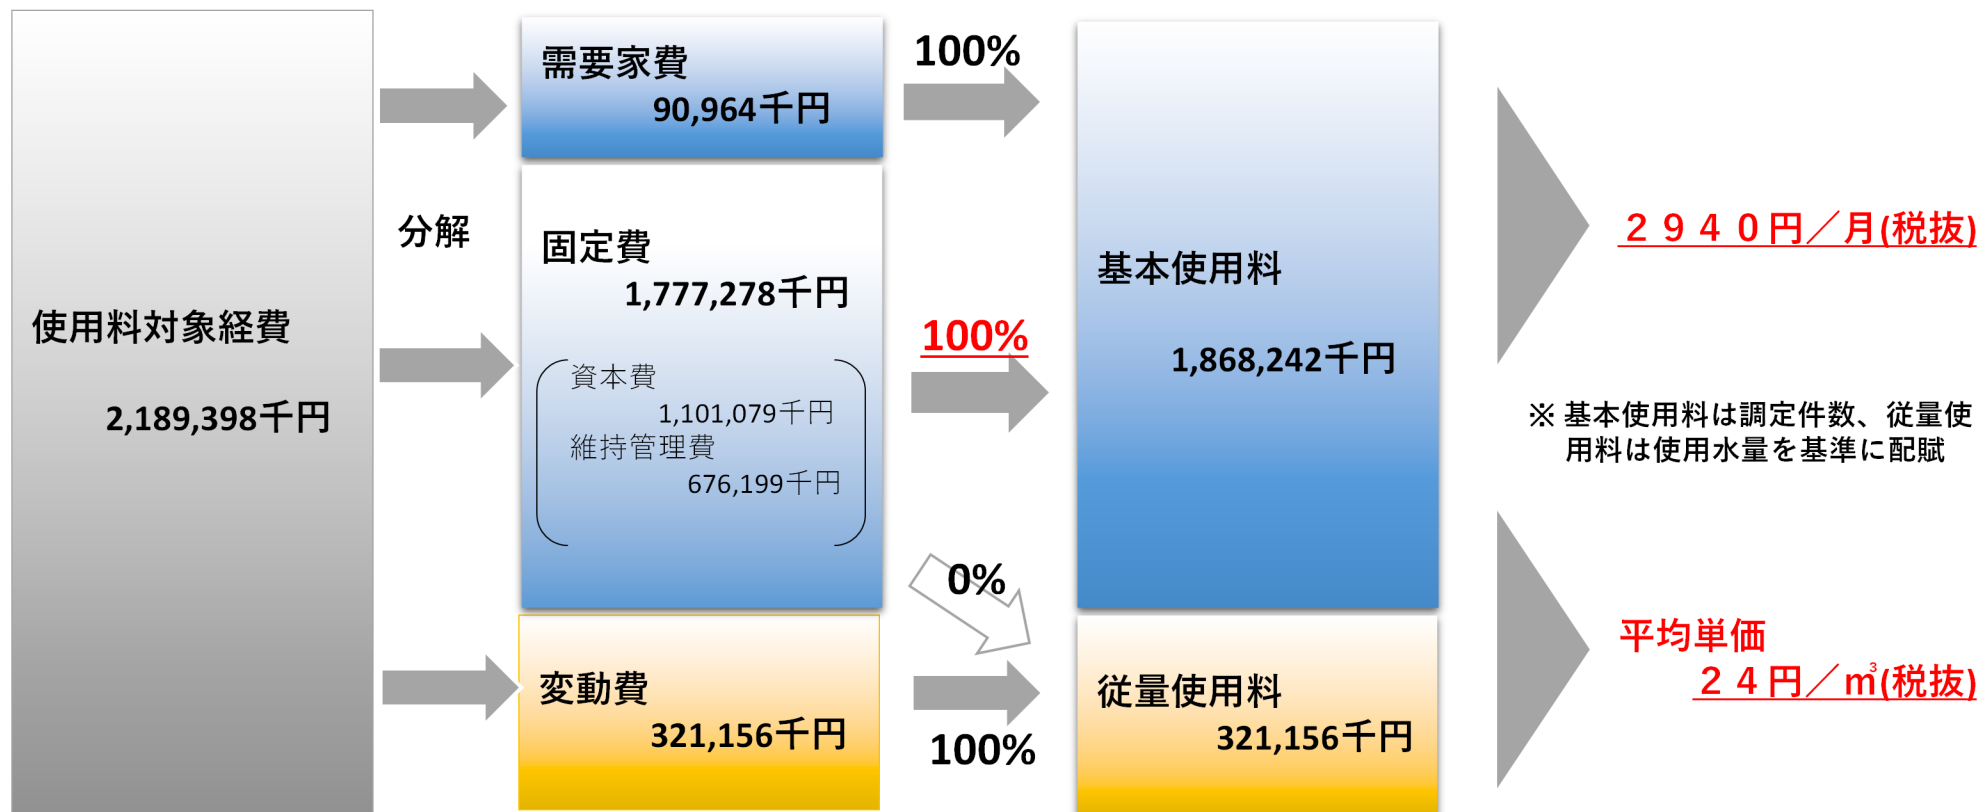 使用料対象経費
2,189,398千円
分解
需要家費
90,964千円
固定費
1,777,278千円
資本費
1,101,079千円
維持管理費
676,199千円
変動費
321,156千円
100%
100%
0%
100%
基本使用料
1,868,242千円
従量使用料
321,156千円
２９４０円／月(税抜)
※ 基本使用料は調定件数、従量使
用料は使用水量を基準に配賦
平均単価
２４円／㎥(税抜)